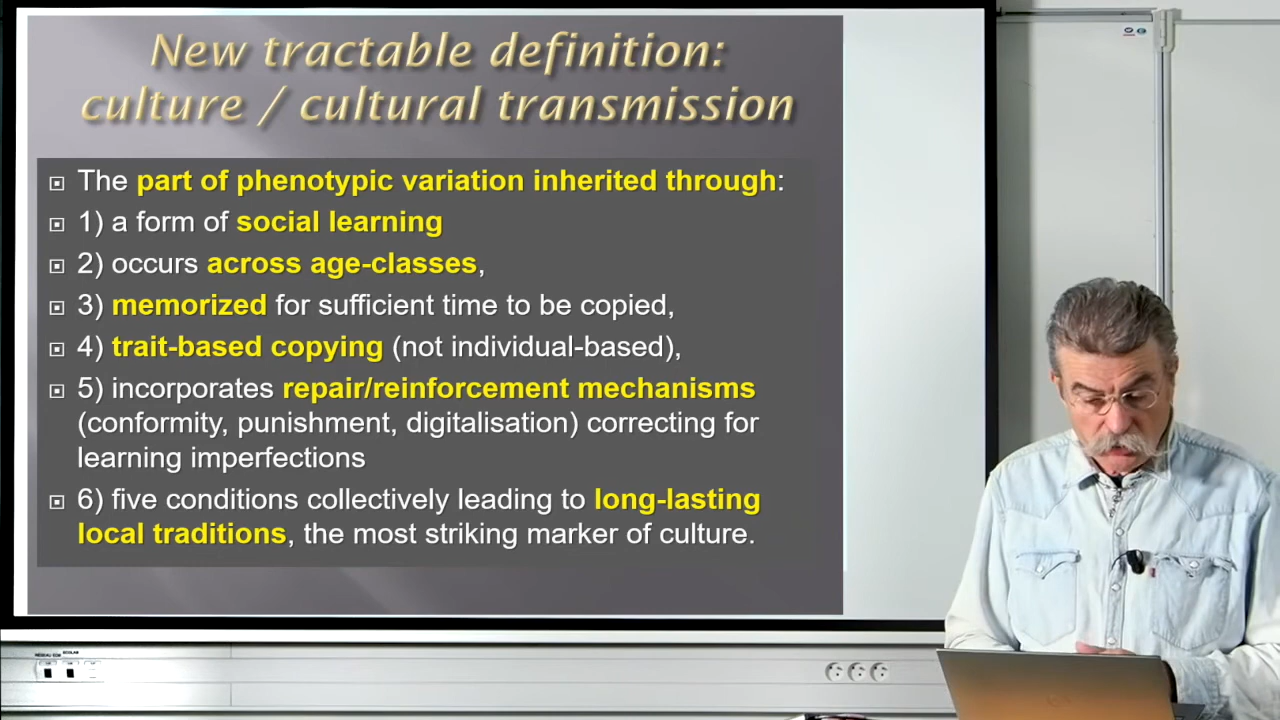 New tractable definition:
culture / cultural transmission
The part of phenotypic variation inherited through:
1) a form of social learning
2) occurs across age-classes,
3) memorized for sufficient time to be copied,
4) trait-based copying (not individual-based),
5) incorporates repair/reinforcement mechanisms
(conformity, punishment, digitalisation) correcting for
learning imperfections
6) five conditions collectively leading to long-lasting
local traditions, the most striking marker of culture.